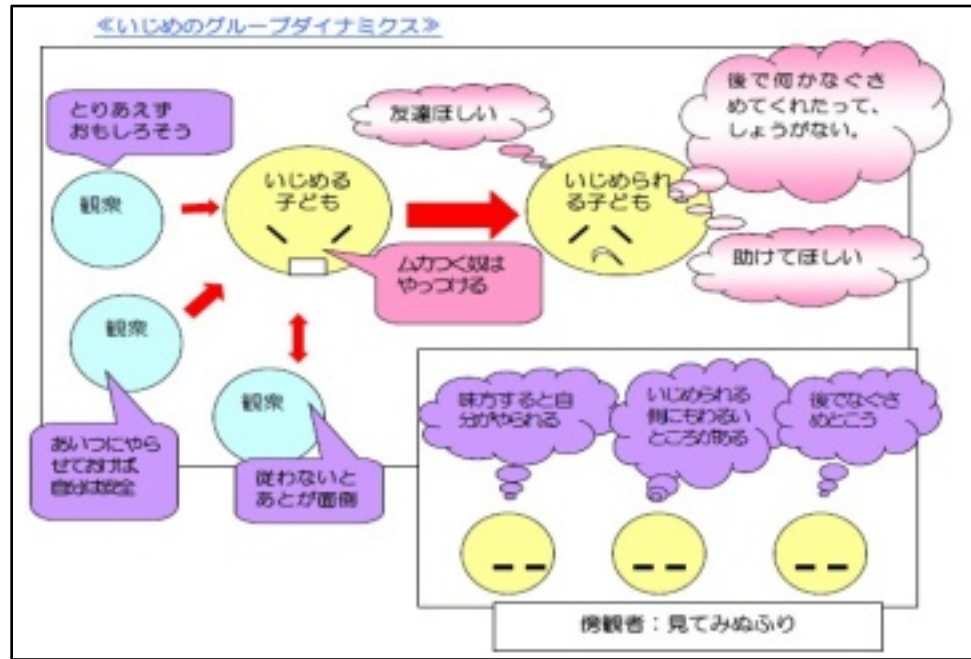 ≪いじめのグループダイナミクス≫
とりあえず
おもしろそう
観衆
いじめる
子ども
友達ほしい
いじめられ
る子ども
後で何かなぐさ
めてくれたって、
しょうがない。
ムカつく奴は
やっつける
助けてほしい
観衆
あいつにやら
せておけば、
自分は安全
観衆
従わないと
あとが面倒
味方すると自
分がやられる
いじめられる
側にもわるい
ところがある
後でなぐさ
めとこう
傍観者：見てみぬふり